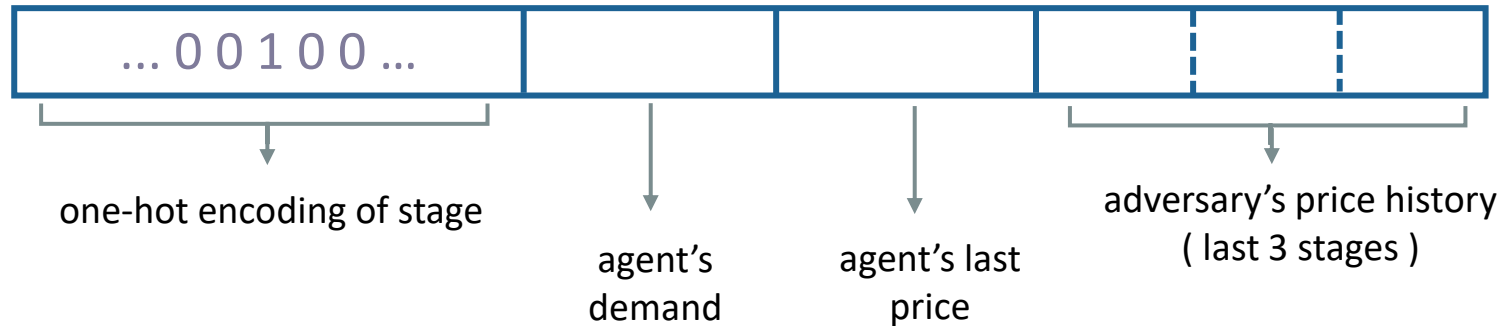 ... 0 0 1 0 0 ...
one-hot encoding of stage
agent’s
demand
agent’s last
price
adversary’s price history
( last 3 stages )